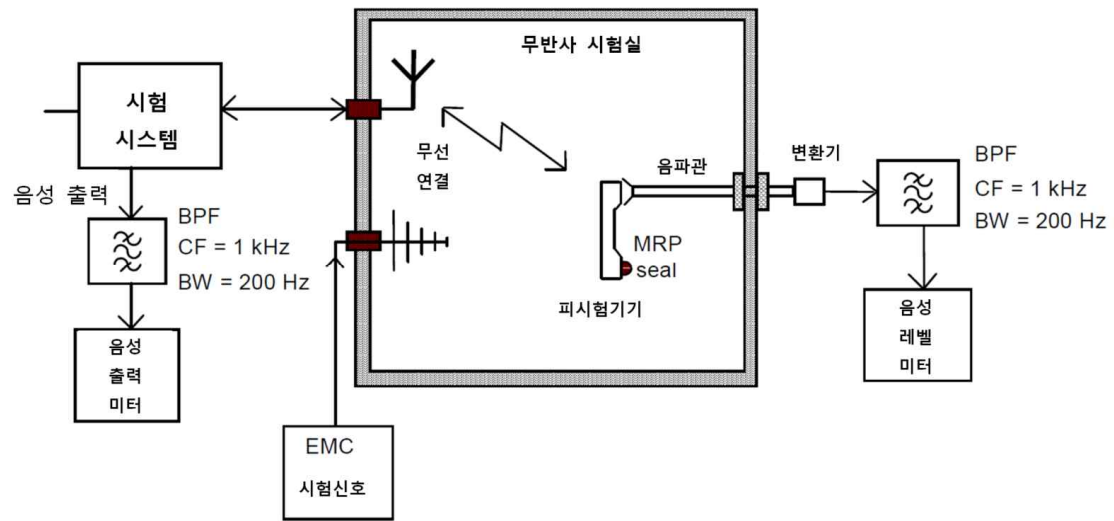 무반사 시험실
시험
시스템
무선
연결
음파관
변환기
BPF
CF = 1 kHz
BW = 200 Hz
음성 출력
BPF
CF = 1 kHz
BW = 200 Hz
MRP
seal
피시험기기
음성
출력
미터
음성
레벨
미터
EMC
시험신호